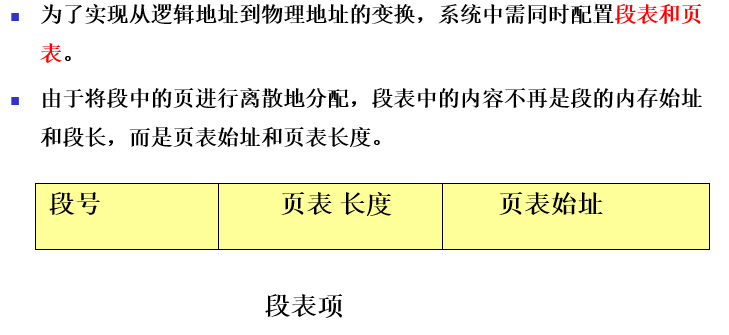 为了实现从逻辑地址到物理地址的变换，系统中需同时配置段表和页
表。
由于将段中的页进行离散地分配，段表中的内容不再是段的内存始址
和段长，而是页表始址和页表长度。
段号 页表 长度 页表始址
段表项